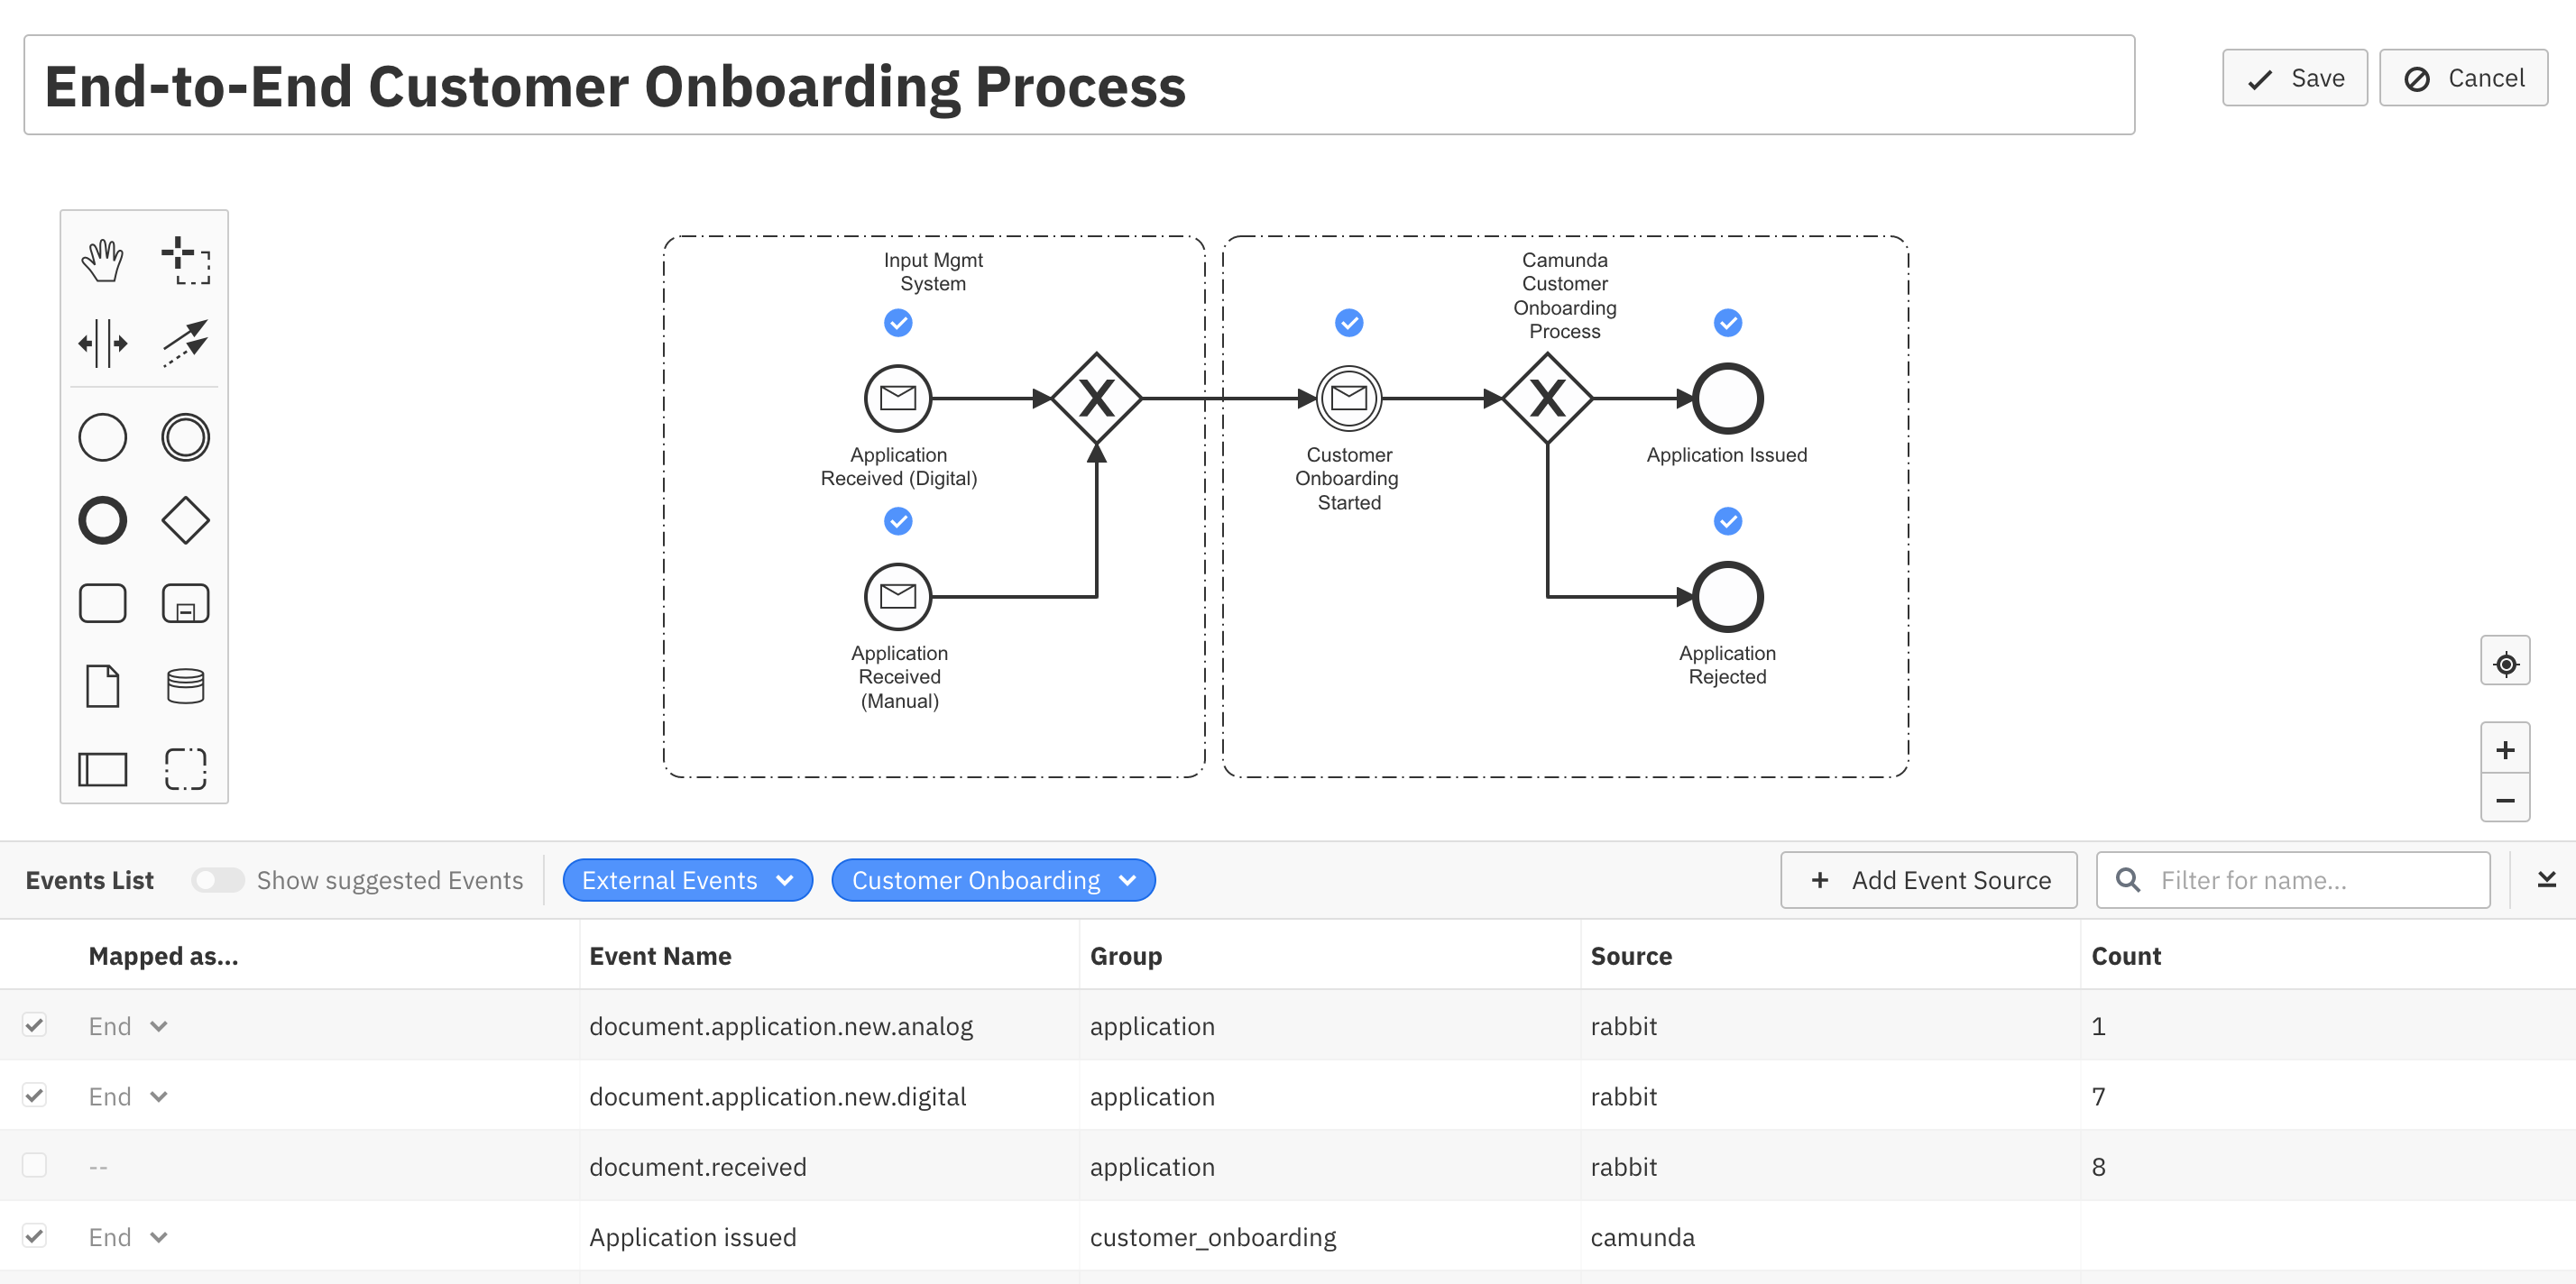 End-to-End Customer Onboarding Process
Save
Cancel
Input Mgmt
System
Camunda
Customer
Onboarding
Process
X
X
Application
Received (Digital)
Customer
Onboarding
Started
Application Issued
Application
Received
(Manual)
Application
Rejected
Events List
Show suggested Events
External Events
Customer Onboarding
+ Add Event Source
Filter for name...
Mapped as... Event Name Group Source Count
End document.application.new.analog application rabbit 1
End document.application.new.digital application rabbit 7
-- document.received application rabbit 8
End Application issued customer_onboarding camunda